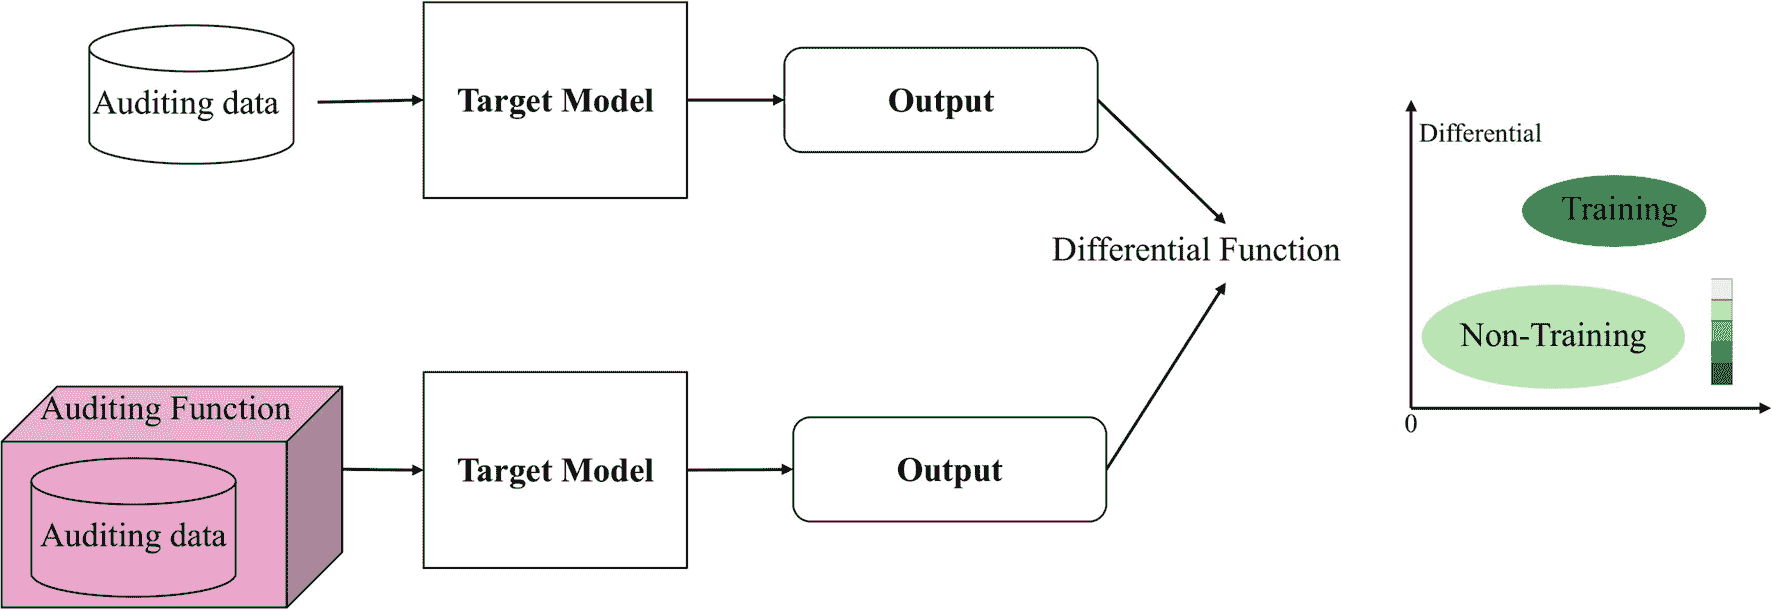 Auditing data
Target Model
Output
Differential Function
Auditing Function
Auditing data
Target Model
Output
Differential
Training
Non-Training
0